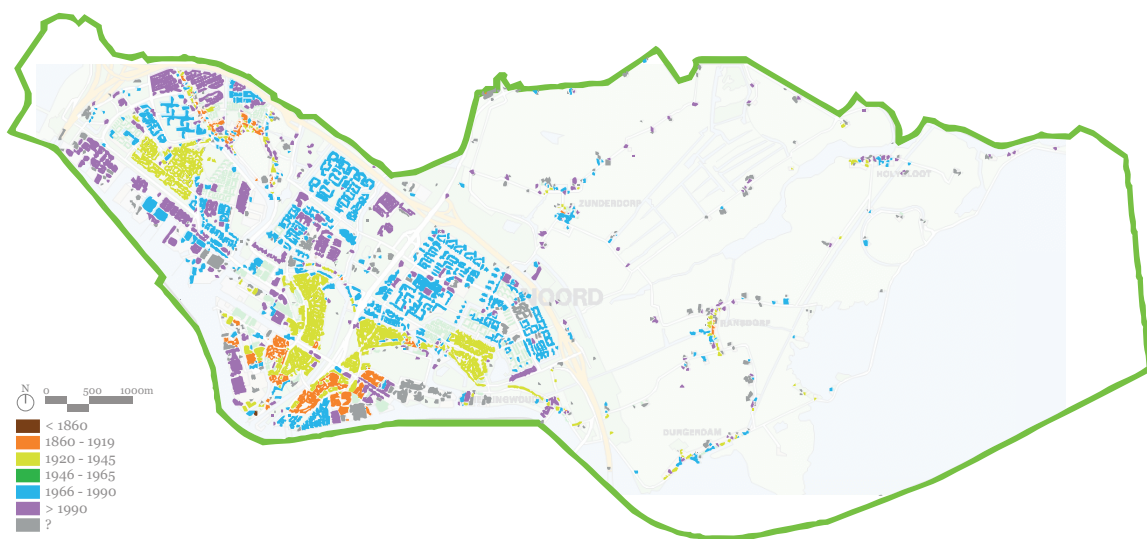 HOLYSLOOT
ZUNDERDORP
NOORD
RANSDORP
DURGERDAM
N
0 500 1000m
< 1860
1860 - 1919
1920 - 1945
1946 - 1965
1966 - 1990
> 1990
?